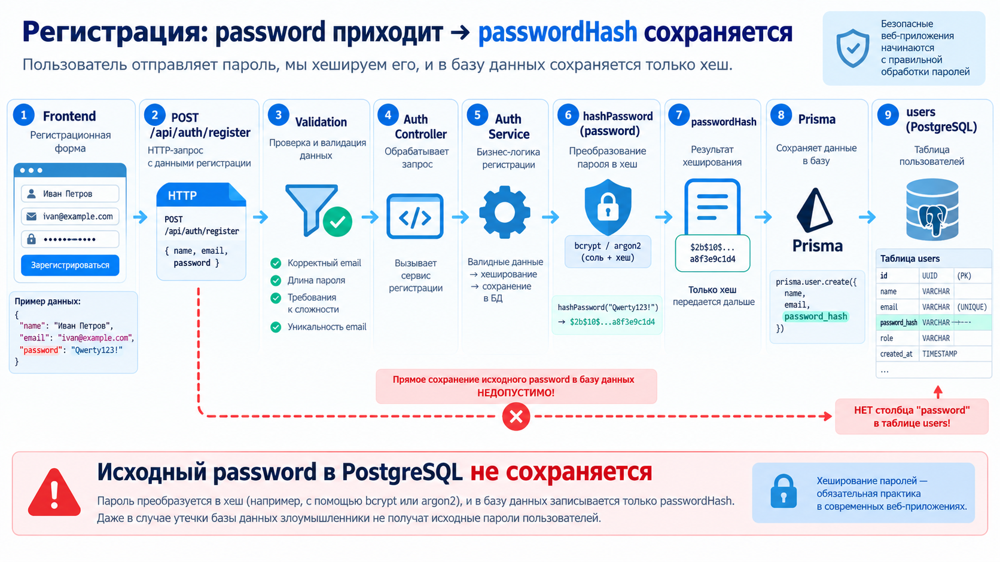 Регистрация: password приходит → passwordHash сохраняется
Пользователь отправляет пароль, мы хешируем его, и в базу данных сохраняется только хеш.
Безопасные
веб-приложения
начинаются
с правильной
обработки паролей
1 Frontend
Регистрационная
форма
Иван Петров
ivan@example.com
Зарегистрироваться
Пример данных:
{
"name": "Иван Петров",
"email": "ivan@example.com",
"password": "Qwerty123!"
}
2 POST
/api/auth/register
HTTP-запрос
с данными регистрации
HTTP
POST
/api/auth/register
{ name, email,
password }
3 Validation
Проверка и валидация
данных
Корректный email
Длина пароля
Требования
к сложности
Уникальность email
4 Auth
Controller
Обрабатывает
запрос
</>
Вызывает
сервис
регистрации
5 Auth
Service
Бизнес-логика
регистрации
Валидные данные
→ хеширование
→ сохранение
в БД
6 hashPassword
(password)
Преобразование
пароля в хеш
bcrypt / argon2
(соль + хеш)
hashPassword("Qwerty123!")
→ $2b$10$...a8f3e9c1d4
7 passwordHash
Результат
хеширования
$2b$10$...
a8f3e9c1d4
Только хеш
передается дальше
8 Prisma
Сохраняет данные
в базу
Prisma
prisma.user.create({
name,
email,
password_hash
})
9 users
(PostgreSQL)
Таблица
пользователей
Таблица users
id UUID (PK)
name VARCHAR
email VARCHAR (UNIQUE)
password_hash VARCHAR
role VARCHAR
created_at TIMESTAMP
...
Прямое сохранение исходного password в базу данных
НЕДОПУСТИМО!
НЕТ столбца "password"
в таблице users!
Исходный password в PostgreSQL не сохраняется
Пароль преобразуется в хеш (например, с помощью bcrypt или argon2), и в базу данных записывается только passwordHash.
Даже в случае утечки базы данных злоумышленники не получат исходные пароли пользователей.
Хеширование паролей —
обязательная практика
в современных веб-приложениях.